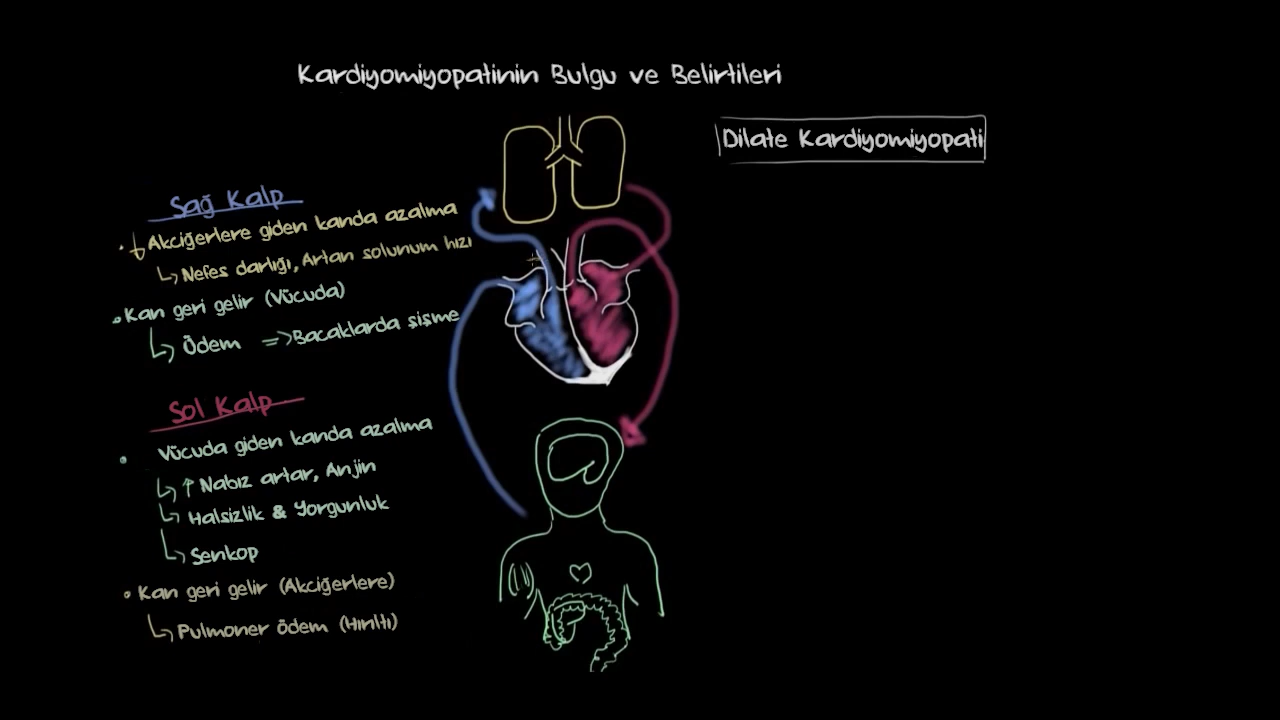 Kardiyomiyopatinin Bulgu ve Belirtileri
Dilate Kardiyomiyopati
Sağ Kalp
• ↓ Akciğerlere giden kanda azalma
↳ Nefes darlığı, Artan solunum hızı
• Kan geri gelir (Vücuda)
↳ Ödem => Bacaklarda şişme
Sol Kalp
• Vücuda giden kanda azalma
↳ ↑ Nabız artar, Anjin
↳ Halsizlik & Yorgunluk
↳ Senkop
• Kan geri gelir (Akciğerlere)
↳ Pulmoner ödem (Hırıltı)